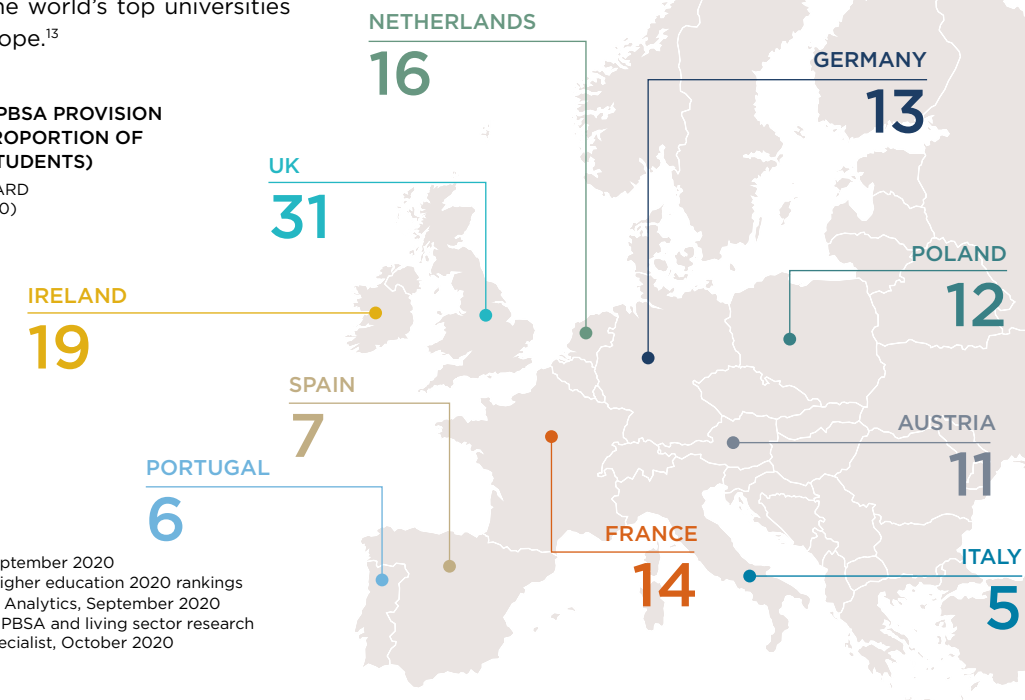 he world's top universities
ope.¹³
PBSA PROVISION
ROPORTION OF
TUDENTS)
ARD
0)
NETHERLANDS
16
GERMANY
13
UK
31
POLAND
12
IRELAND
19
SPAIN
7
AUSTRIA
11
PORTUGAL
6
FRANCE
14
ITALY
5
ptember 2020
igher education 2020 rankings
Analytics, September 2020
PBSA and living sector research
ecialist, October 2020